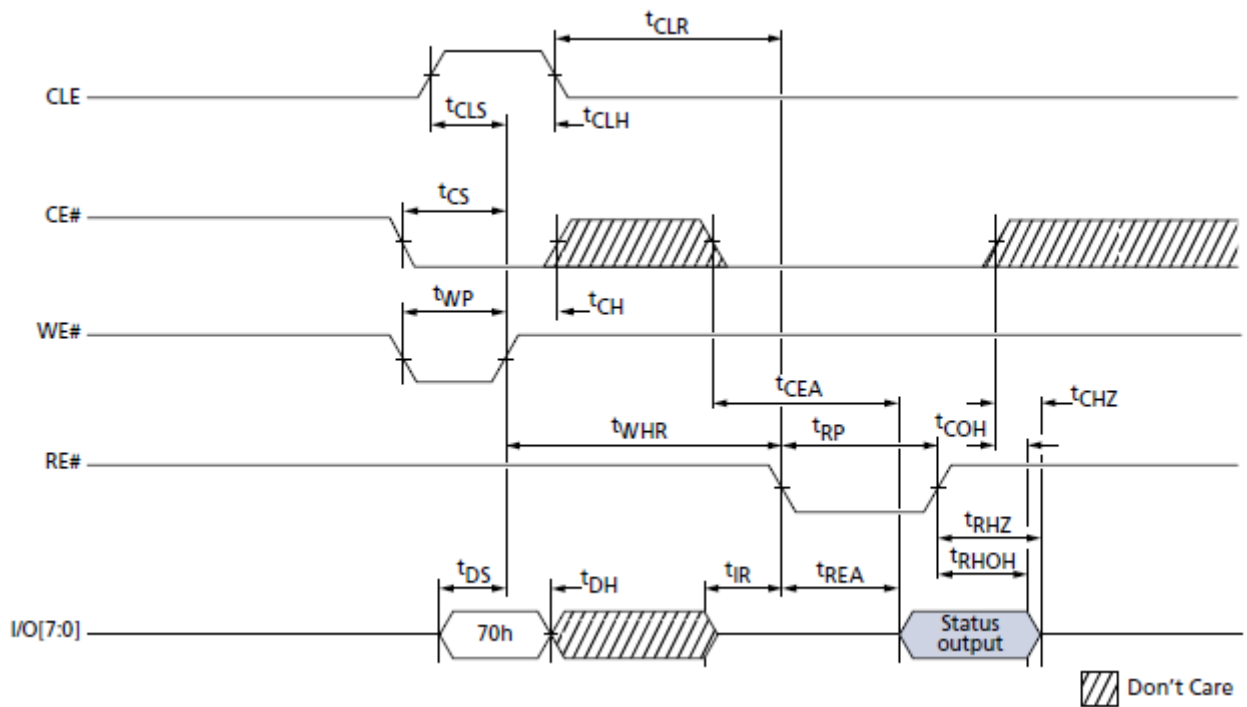 tCLR
CLE
tCLS
tCLH
tCS
CE#
tWP
tCH
WE#
tCEA
tCHZ
tWHR
tRP
tCOH
RE#
tRHZ
tRHOH
tDS
tDH
tIR
tREA
I/O[7:0]
70h
Status
output
Don't Care